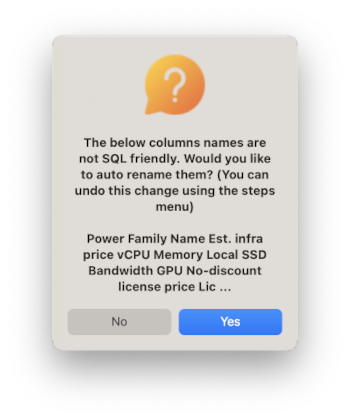 The below columns names are
not SQL friendly. Would you like
to auto rename them? (You can
undo this change using the steps
menu)
Power Family Name Est. infra
price vCPU Memory Local SSD
Bandwidth GPU No-discount
license price Lic ...
No
Yes